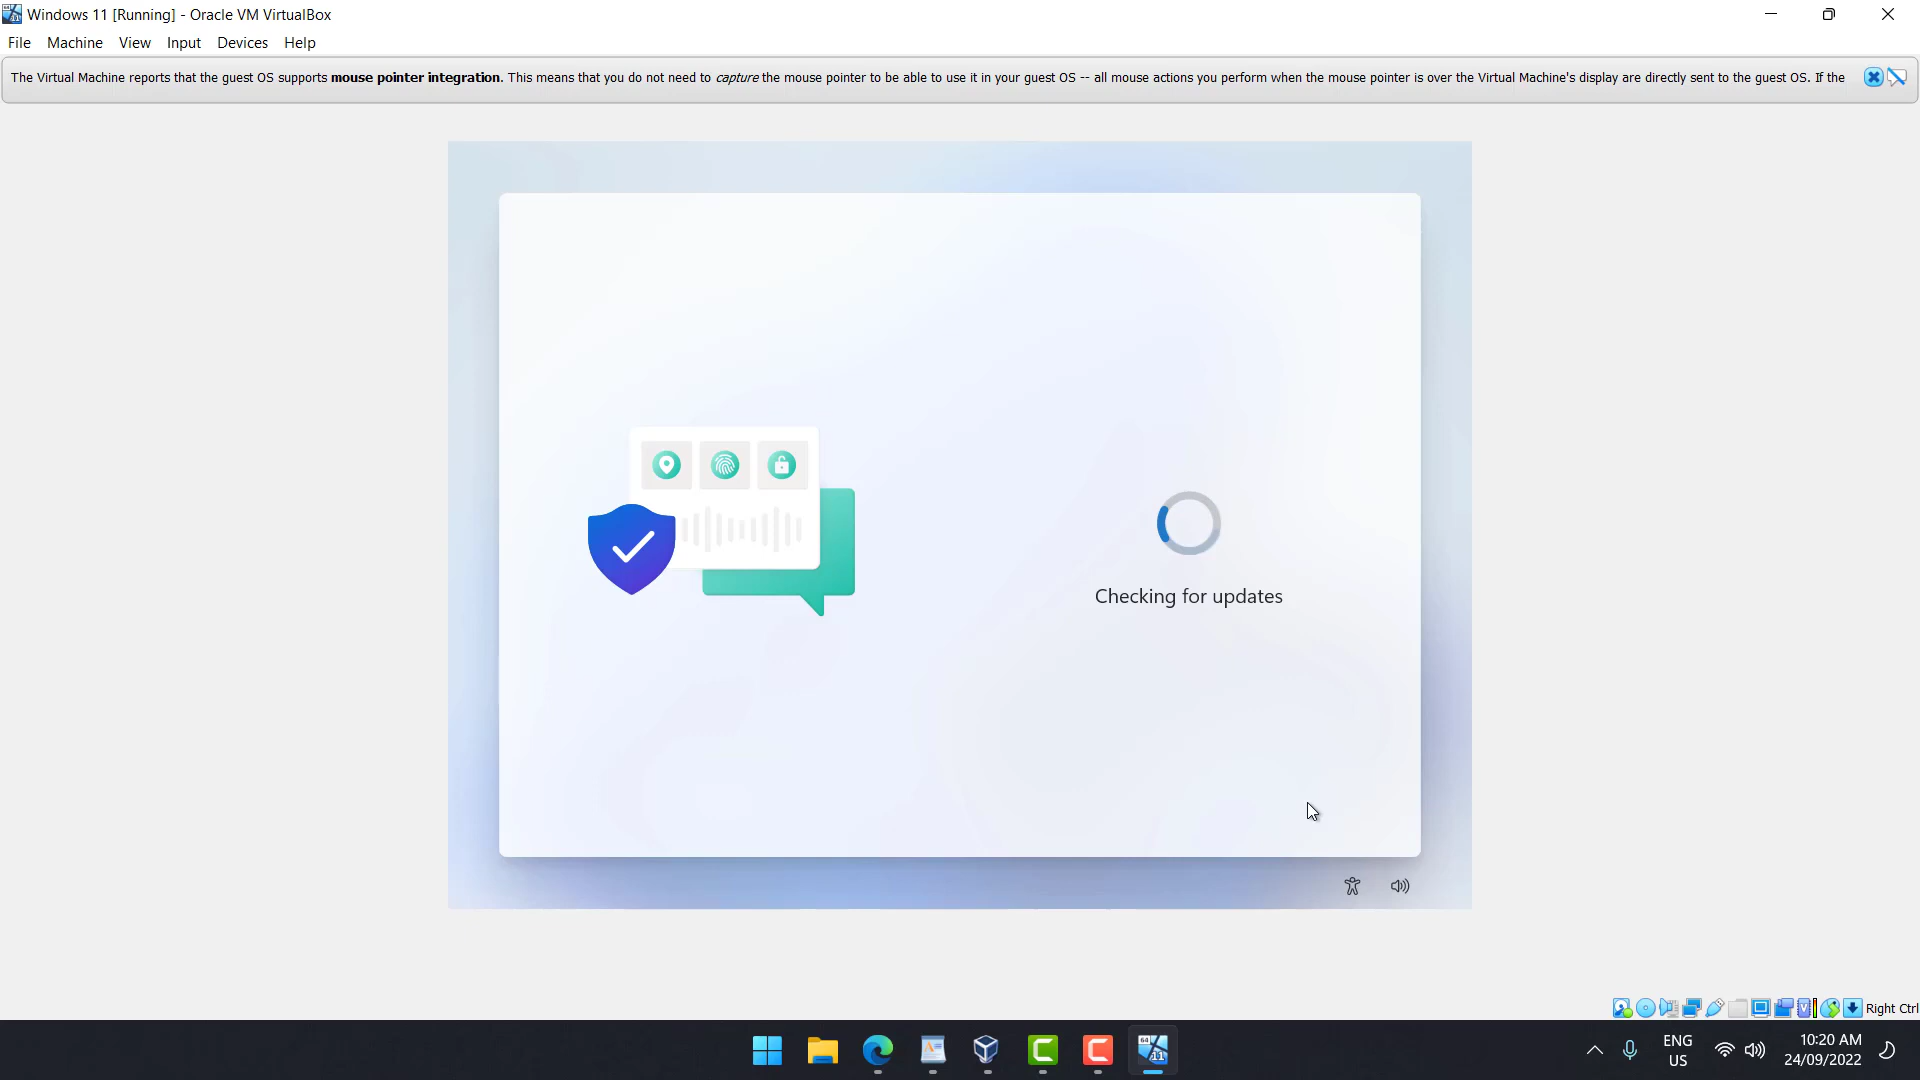 Windows 11 [Running] - Oracle VM VirtualBox
File Machine View Input Devices Help
The Virtual Machine reports that the guest OS supports mouse pointer integration. This means that you do not need to capture the mouse pointer to be able to use it in your guest OS -- all mouse actions you perform when the mouse pointer is over the Virtual Machine's display are directly sent to the guest OS. If the
Checking for updates
Right Ctrl
ENG
US
10:20 AM
24/09/2022